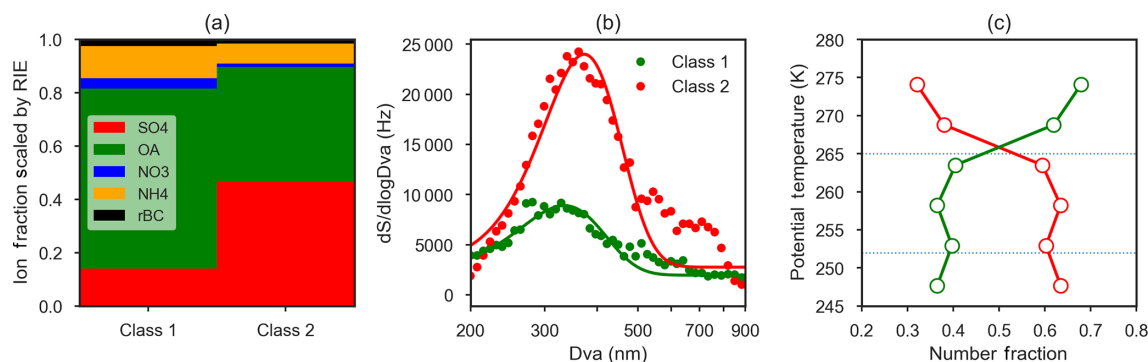 (a)
Ion fraction scaled by RIE
1.0
0.8
0.6
0.4
0.2
0.0
SO4
OA
NO3
NH4
rBC
Class 1
Class 2
(b)
dS/dlogDva (Hz)
25 000
20 000
15 000
10 000
5000
0
Class 1
Class 2
200
300
400
500
700
900
Dva (nm)
(c)
Potential temperature (K)
280
275
270
265
260
255
250
245
0.2
0.3
0.4
0.5
0.6
0.7
0.8
Number fraction